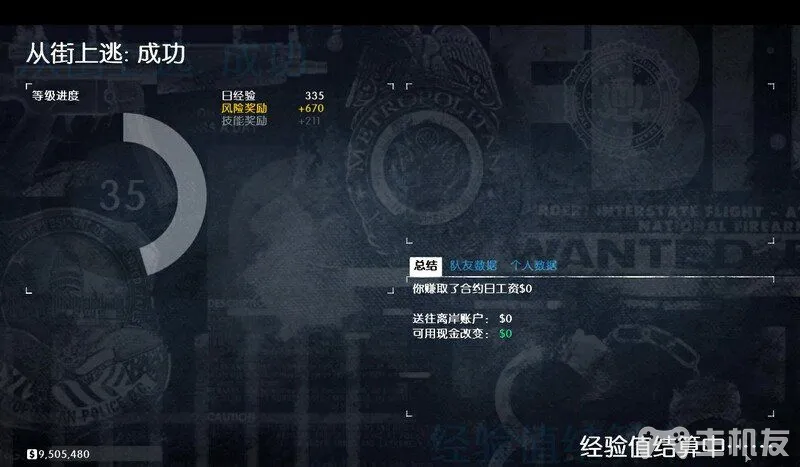 从街上逃: 成功
等级进度
日经验 335
风险奖励 +670
技能奖励 +211
35
METROPOLITAN
FBI
INTERSTATE FLIGHT - A
NATIONAL FIREAR
WANTED
总结 队友数据 个人数据
你赚取了合约日工资$0
送往离岸账户: $0
可用现金改变: $0
CAUTION
$9,505,480
经验值结算中
主机友